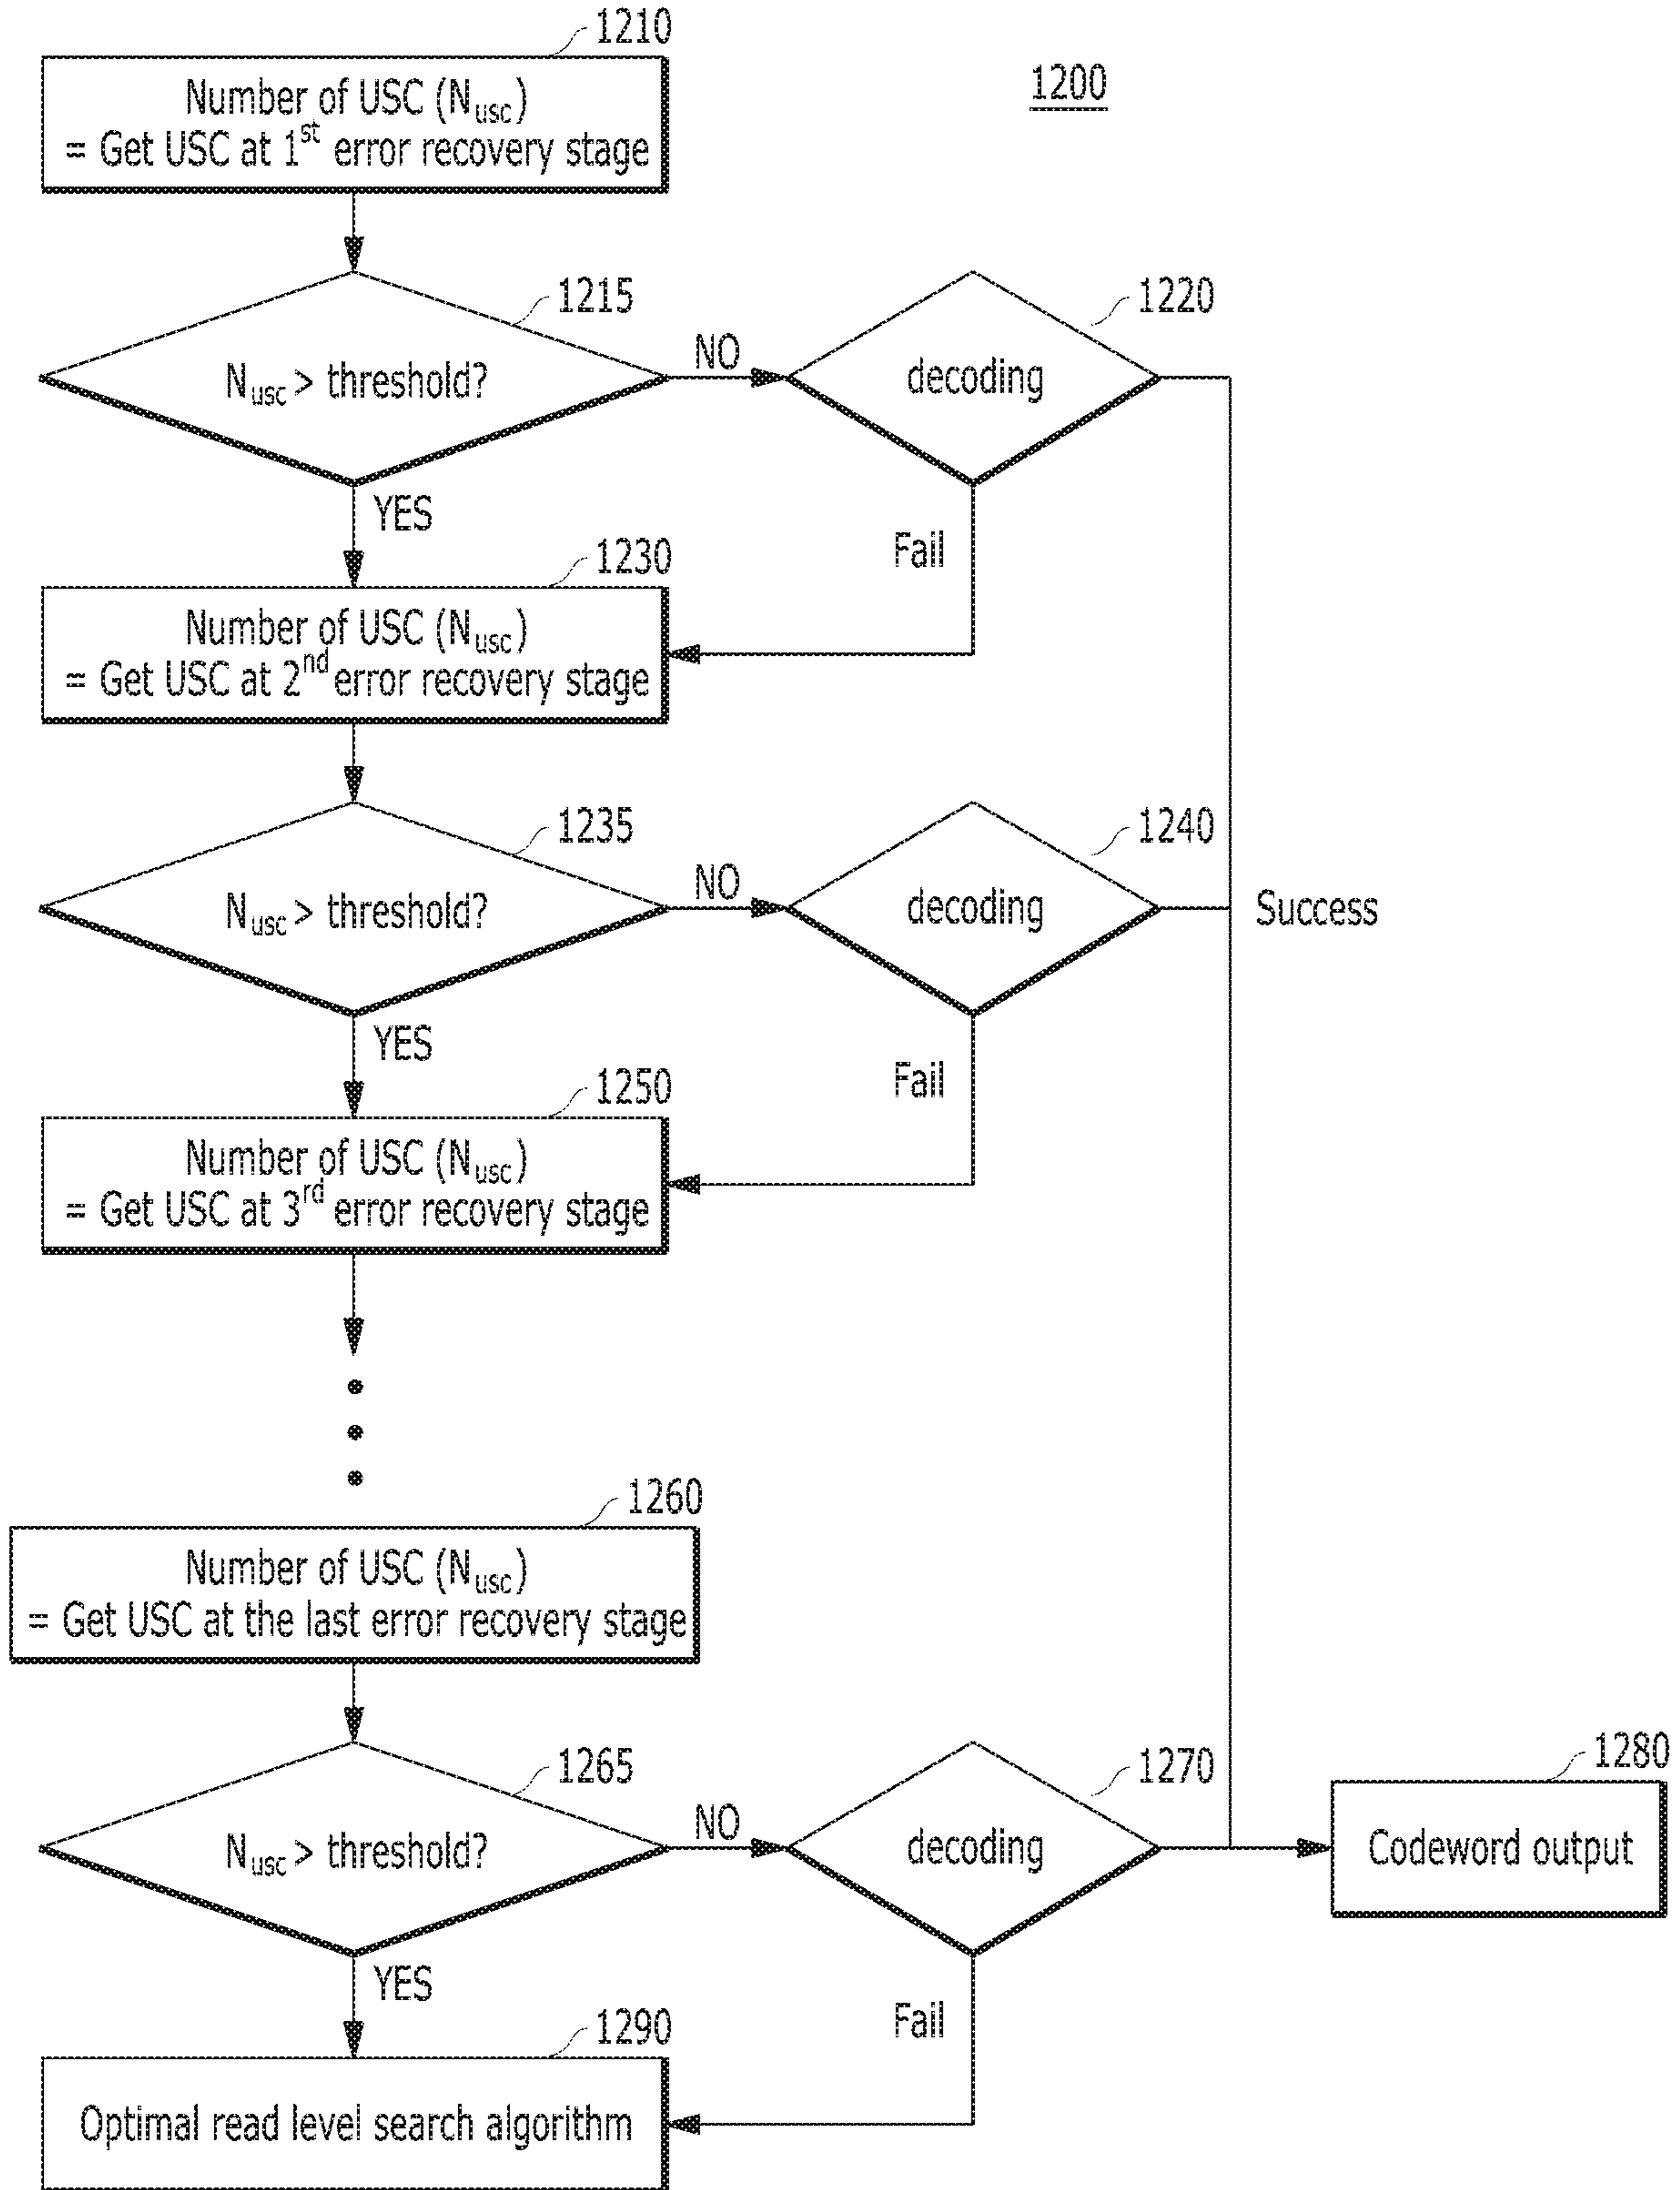 1210
1200
Number of USC (Nusc)
= Get USC at 1st error recovery stage
1215
1220
Nusc > threshold?
NO
decoding
YES
Fail
1230
Number of USC (Nusc)
= Get USC at 2nd error recovery stage
1235
1240
Nusc > threshold?
NO
decoding
Success
YES
Fail
1250
Number of USC (Nusc)
= Get USC at 3rd error recovery stage
1260
Number of USC (Nusc)
= Get USC at the last error recovery stage
1265
1270
1280
Nusc > threshold?
NO
decoding
Codeword output
YES
Fail
1290
Optimal read level search algorithm